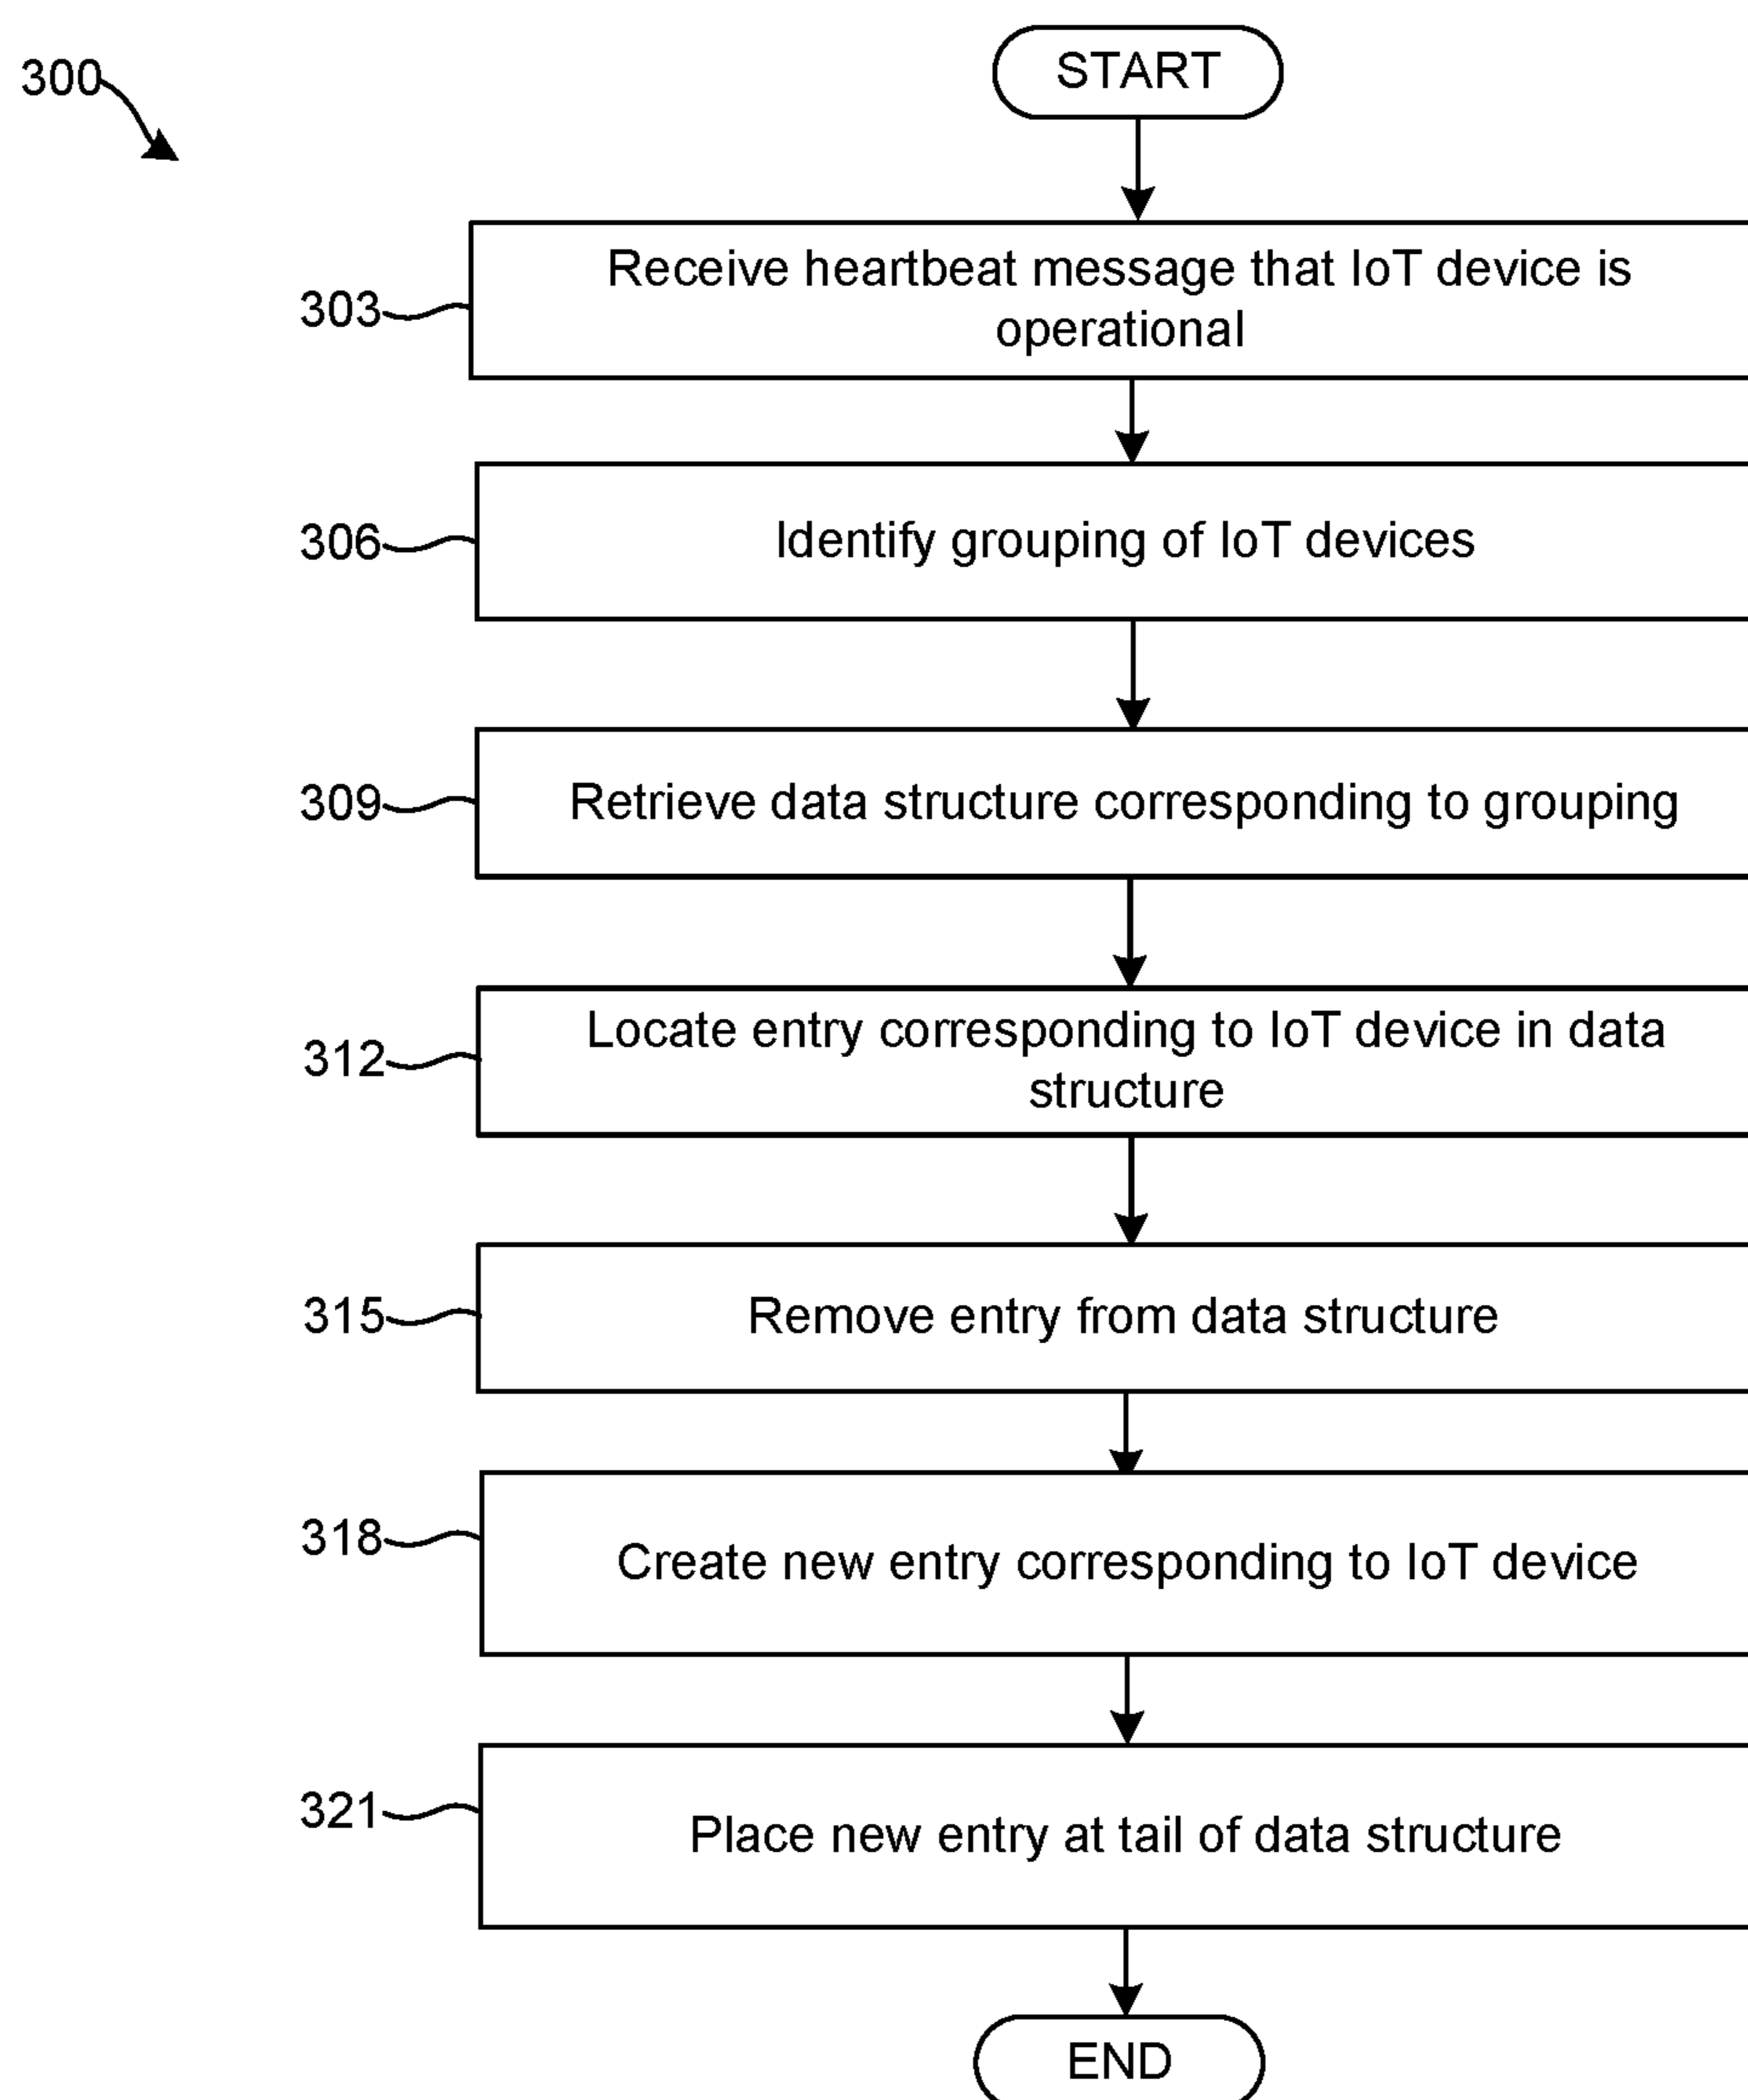 300
START
303
Receive heartbeat message that IoT device is
operational
306
Identify grouping of IoT devices
309
Retrieve data structure corresponding to grouping
312
Locate entry corresponding to IoT device in data
structure
315
Remove entry from data structure
318
Create new entry corresponding to IoT device
321
Place new entry at tail of data structure
END